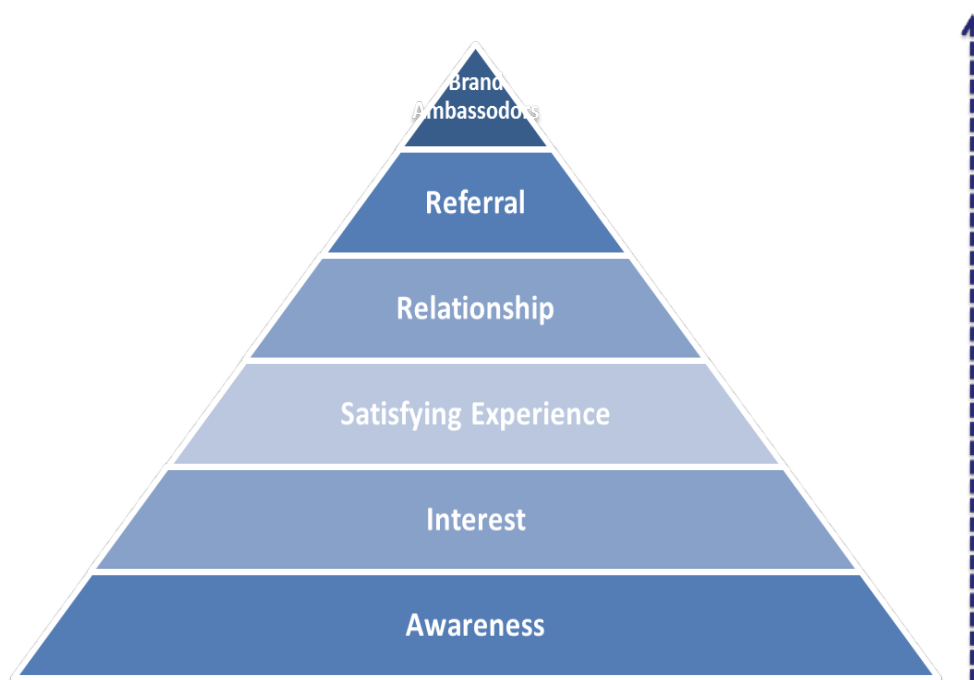 Brand
Ambassodors
Referral
Relationship
Satisfying Experience
Interest
Awareness